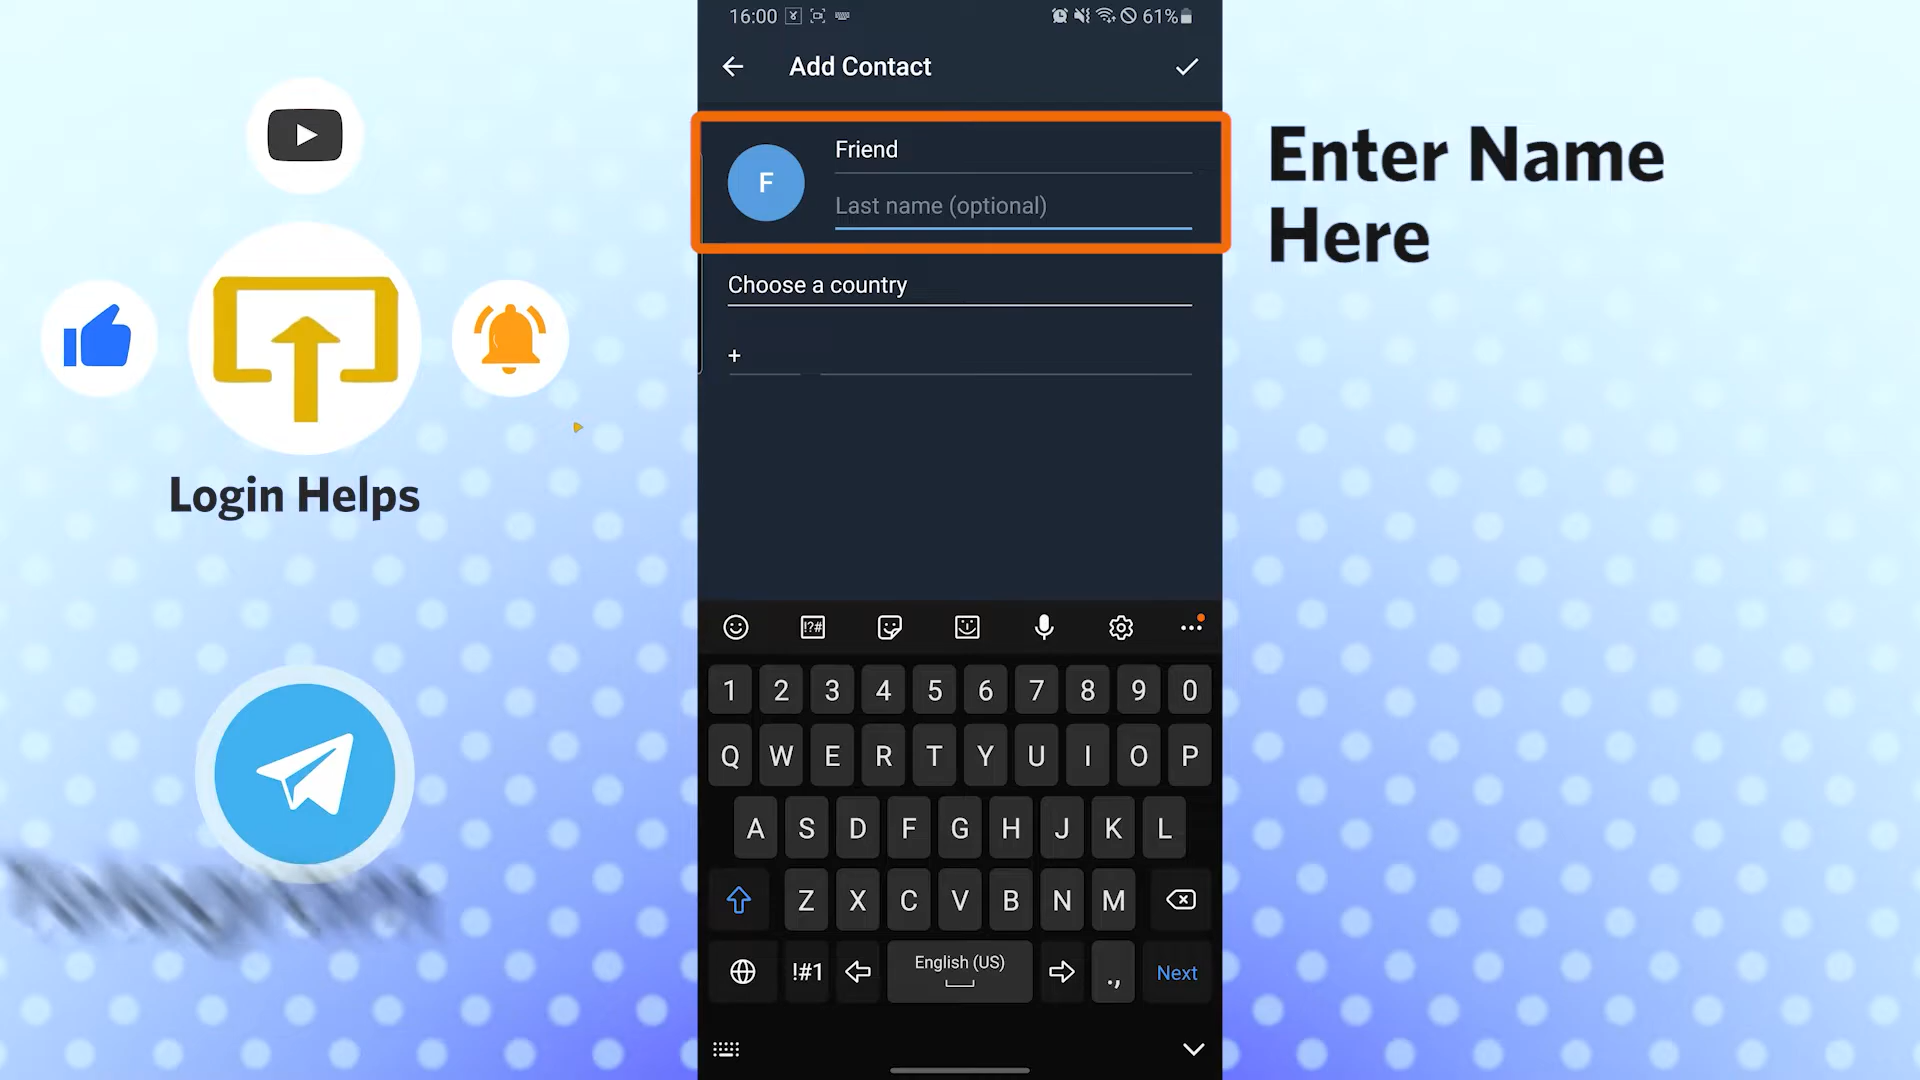 16:00
61%
Add Contact
F
Friend
Last name (optional)
Choose a country
+
Enter Name
Here
Login Helps
!?#
1 2 3 4 5 6 7 8 9 0
Q W E R T Y U I O P
A S D F G H J K L
Z X C V B N M
!#1
English (US)
.,
Next